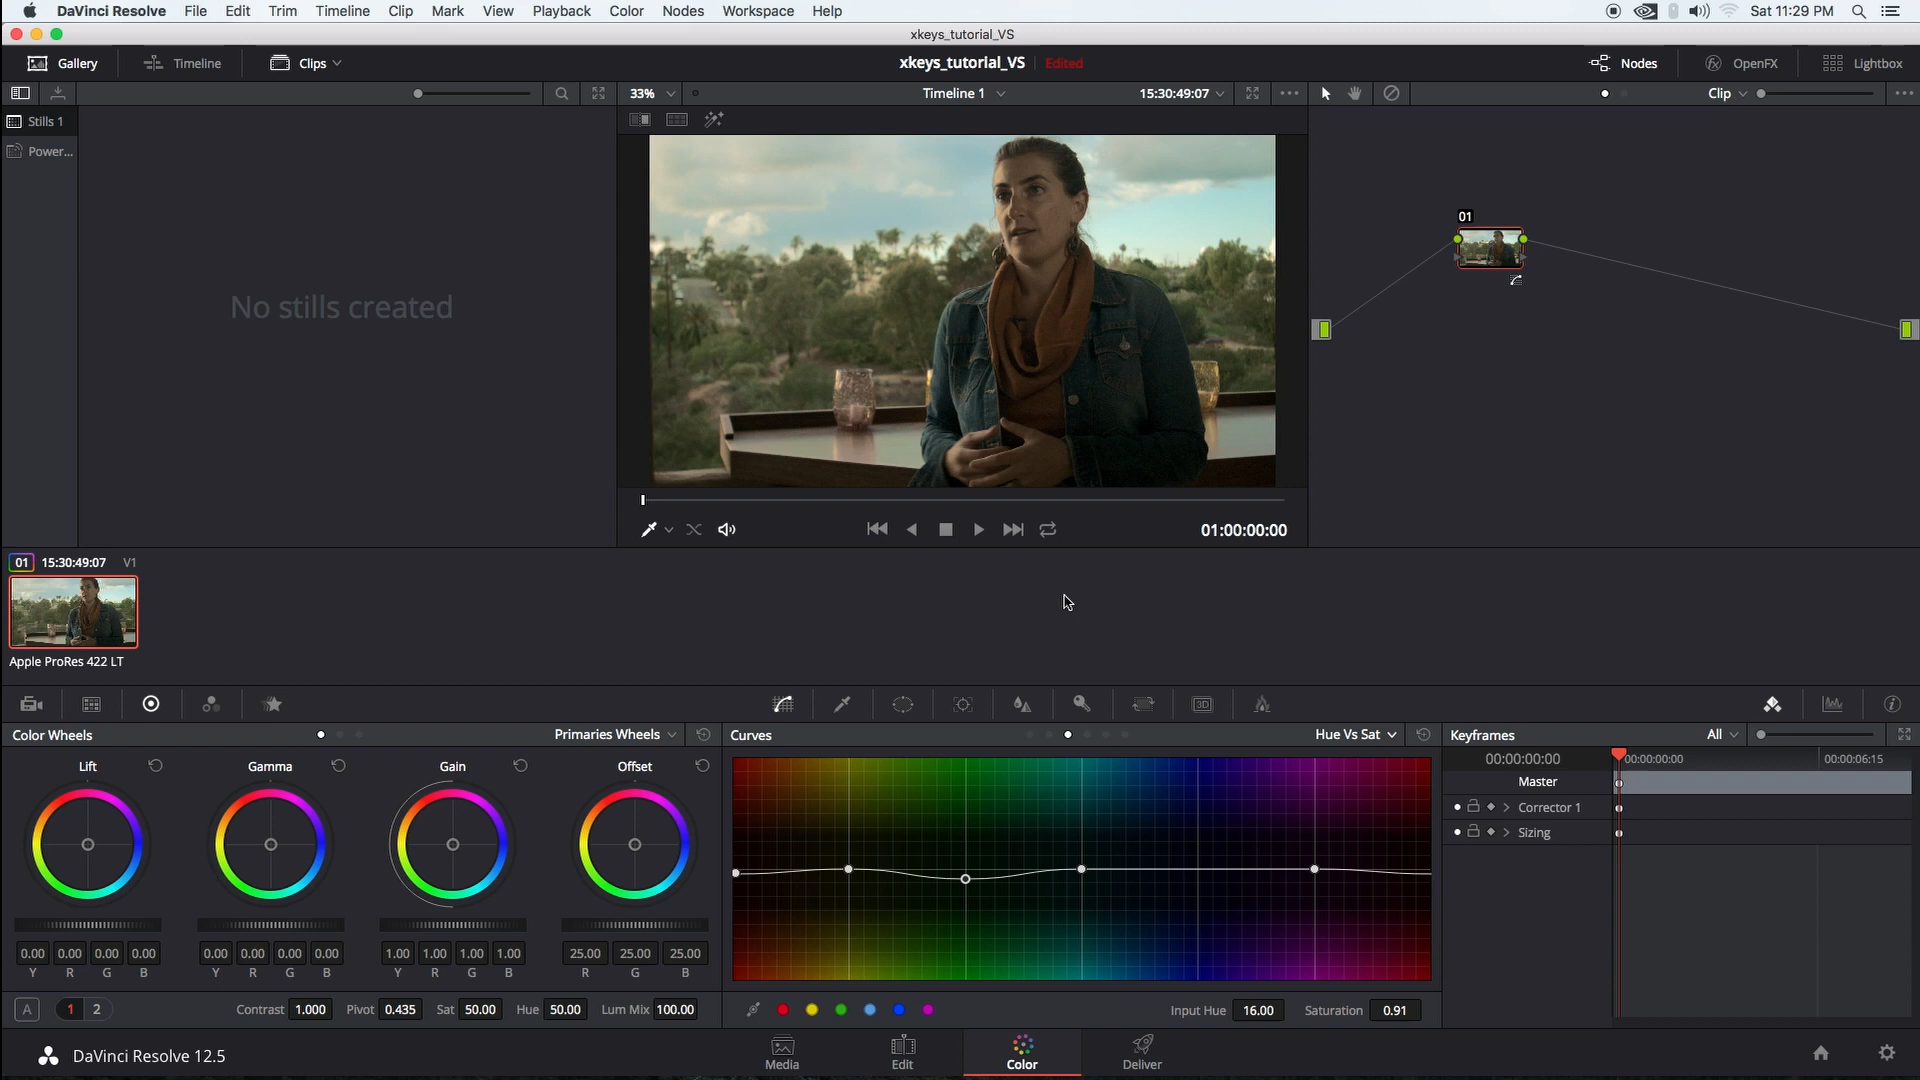 DaVinci Resolve File Edit Trim Timeline Clip Mark View Playback Color Nodes Workspace Help Sat 11:29 PM
xkeys_tutorial_VS
Gallery Timeline Clips xkeys_tutorial_VS Edited Nodes OpenFX Lightbox
33% Timeline 1 15:30:49:07 Clip
Stills 1
Power...
No stills created
01
01:00:00:00
01 15:30:49:07 V1
Apple ProRes 422 LT
3D
Color Wheels Primaries Wheels Curves Hue Vs Sat Keyframes All
Lift Gamma Gain Offset 00:00:00:00 00:00:00:00 00:00:06:15
Master
Corrector 1
Sizing
0.00 0.00 0.00 0.00 0.00 0.00 0.00 0.00 1.00 1.00 1.00 1.00 25.00 25.00 25.00
Y R G B Y R G B Y R G B R G B
A 1 2 Contrast 1.000 Pivot 0.435 Sat 50.00 Hue 50.00 Lum Mix 100.00 Input Hue 16.00 Saturation 0.91
DaVinci Resolve 12.5 Media Edit Color Deliver